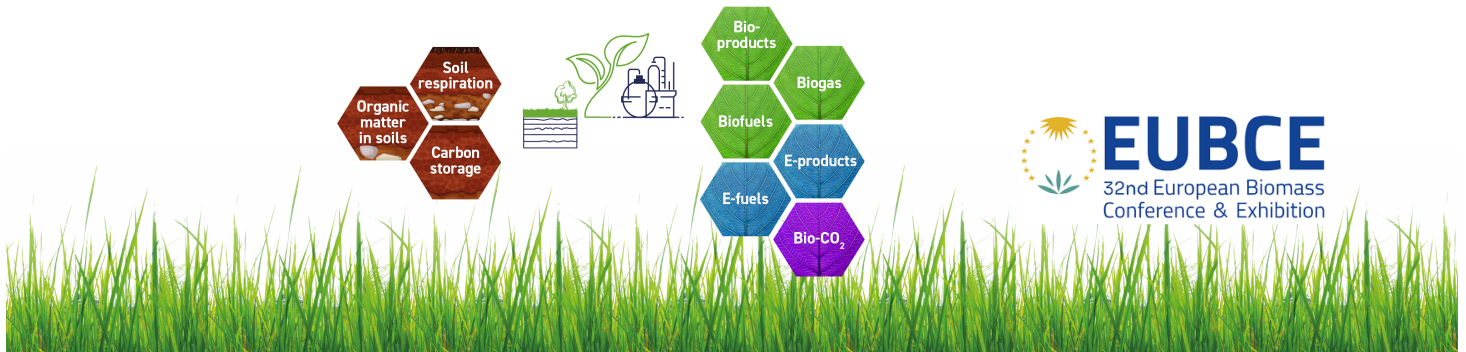 Soil
respiration
Organic
matter
in soils
Carbon
storage
Bio-
products
Biogas
Biofuels
E-products
E-fuels
Bio-CO₂
EUBCE
32nd European Biomass
Conference & Exhibition